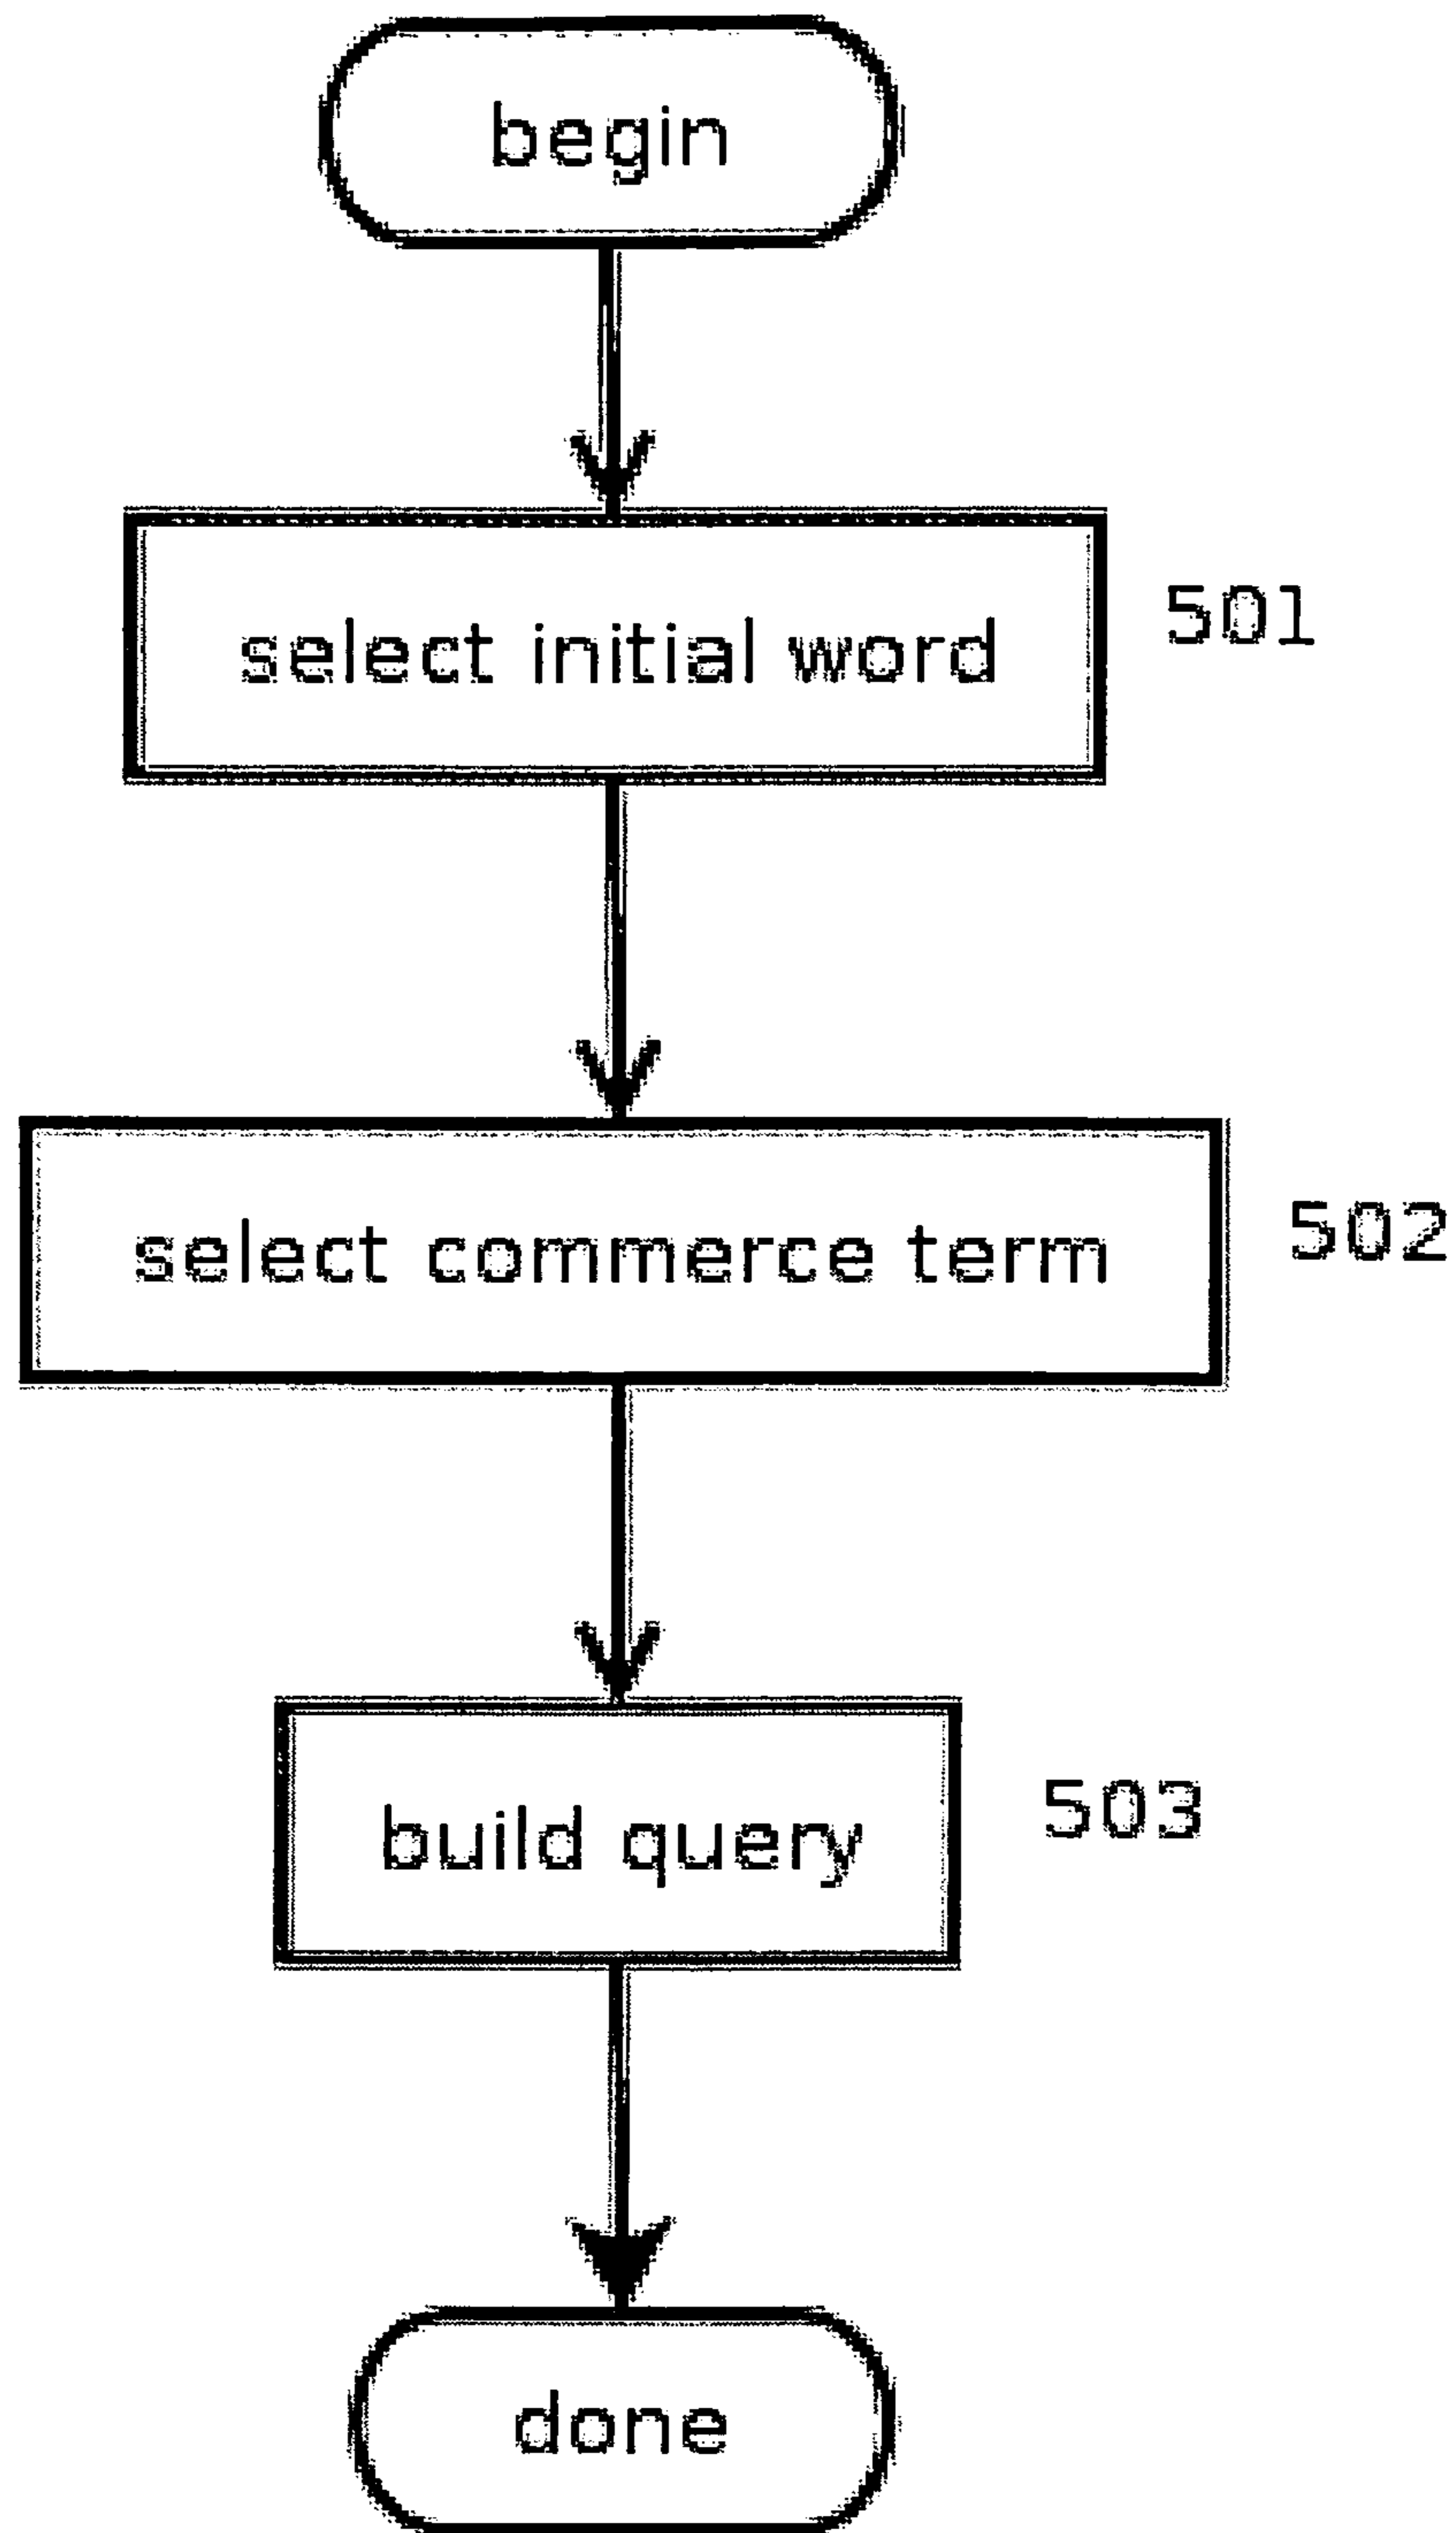 begin
select initial word
501
select commerce term
502
build query
503
done